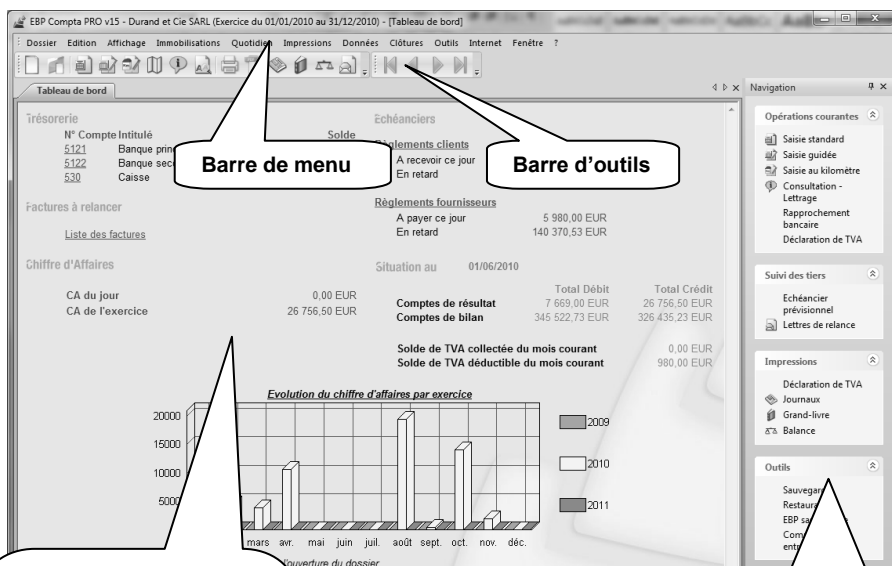 EBP Compta PRO v15 - Durand et Cie SARL (Exercice du 01/01/2010 au 31/12/2010) - [Tableau de bord]
Dossier Edition Affichage Immobilisations Quotidien Impressions Données Clôtures Outils Internet Fenêtre ?
Tableau de bord
Trésorerie
N° Compte Intitulé Solde
5121 Banque
5122 Banque
530 Caisse
Barre de menu
Factures à relancer
Liste des factures
Chiffre d'Affaires
CA du jour 0,00 EUR
CA de l'exercice 26 756,50 EUR
Echéanciers
Règlements clients
A recevoir ce jour
En retard
Barre d'outils
Règlements fournisseurs
A payer ce jour 5 980,00 EUR
En retard 140 370,53 EUR
Situation au 01/06/2010
Total Débit Total Crédit
Comptes de résultat 7 669,00 EUR 26 756,50 EUR
Comptes de bilan 345 522,73 EUR 326 435,23 EUR
Solde de TVA collectée du mois courant 0,00 EUR
Solde de TVA déductible du mois courant 980,00 EUR
Evolution du chiffre d'affaires par exercice
20000
15000
10000
5000
mars avr. mai juin juil. août sept. oct. nov. déc.
2009
2010
2011
l'ouverture du dossier
Navigation
Opérations courantes
Saisie standard
Saisie guidée
Saisie au kilomètre
Consultation -
Lettrage
Rapprochement
bancaire
Déclaration de TVA
Suivi des tiers
Echéancier
prévisionnel
Lettres de relance
Impressions
Déclaration de TVA
Journaux
Grand-livre
Balance
Outils
EBP